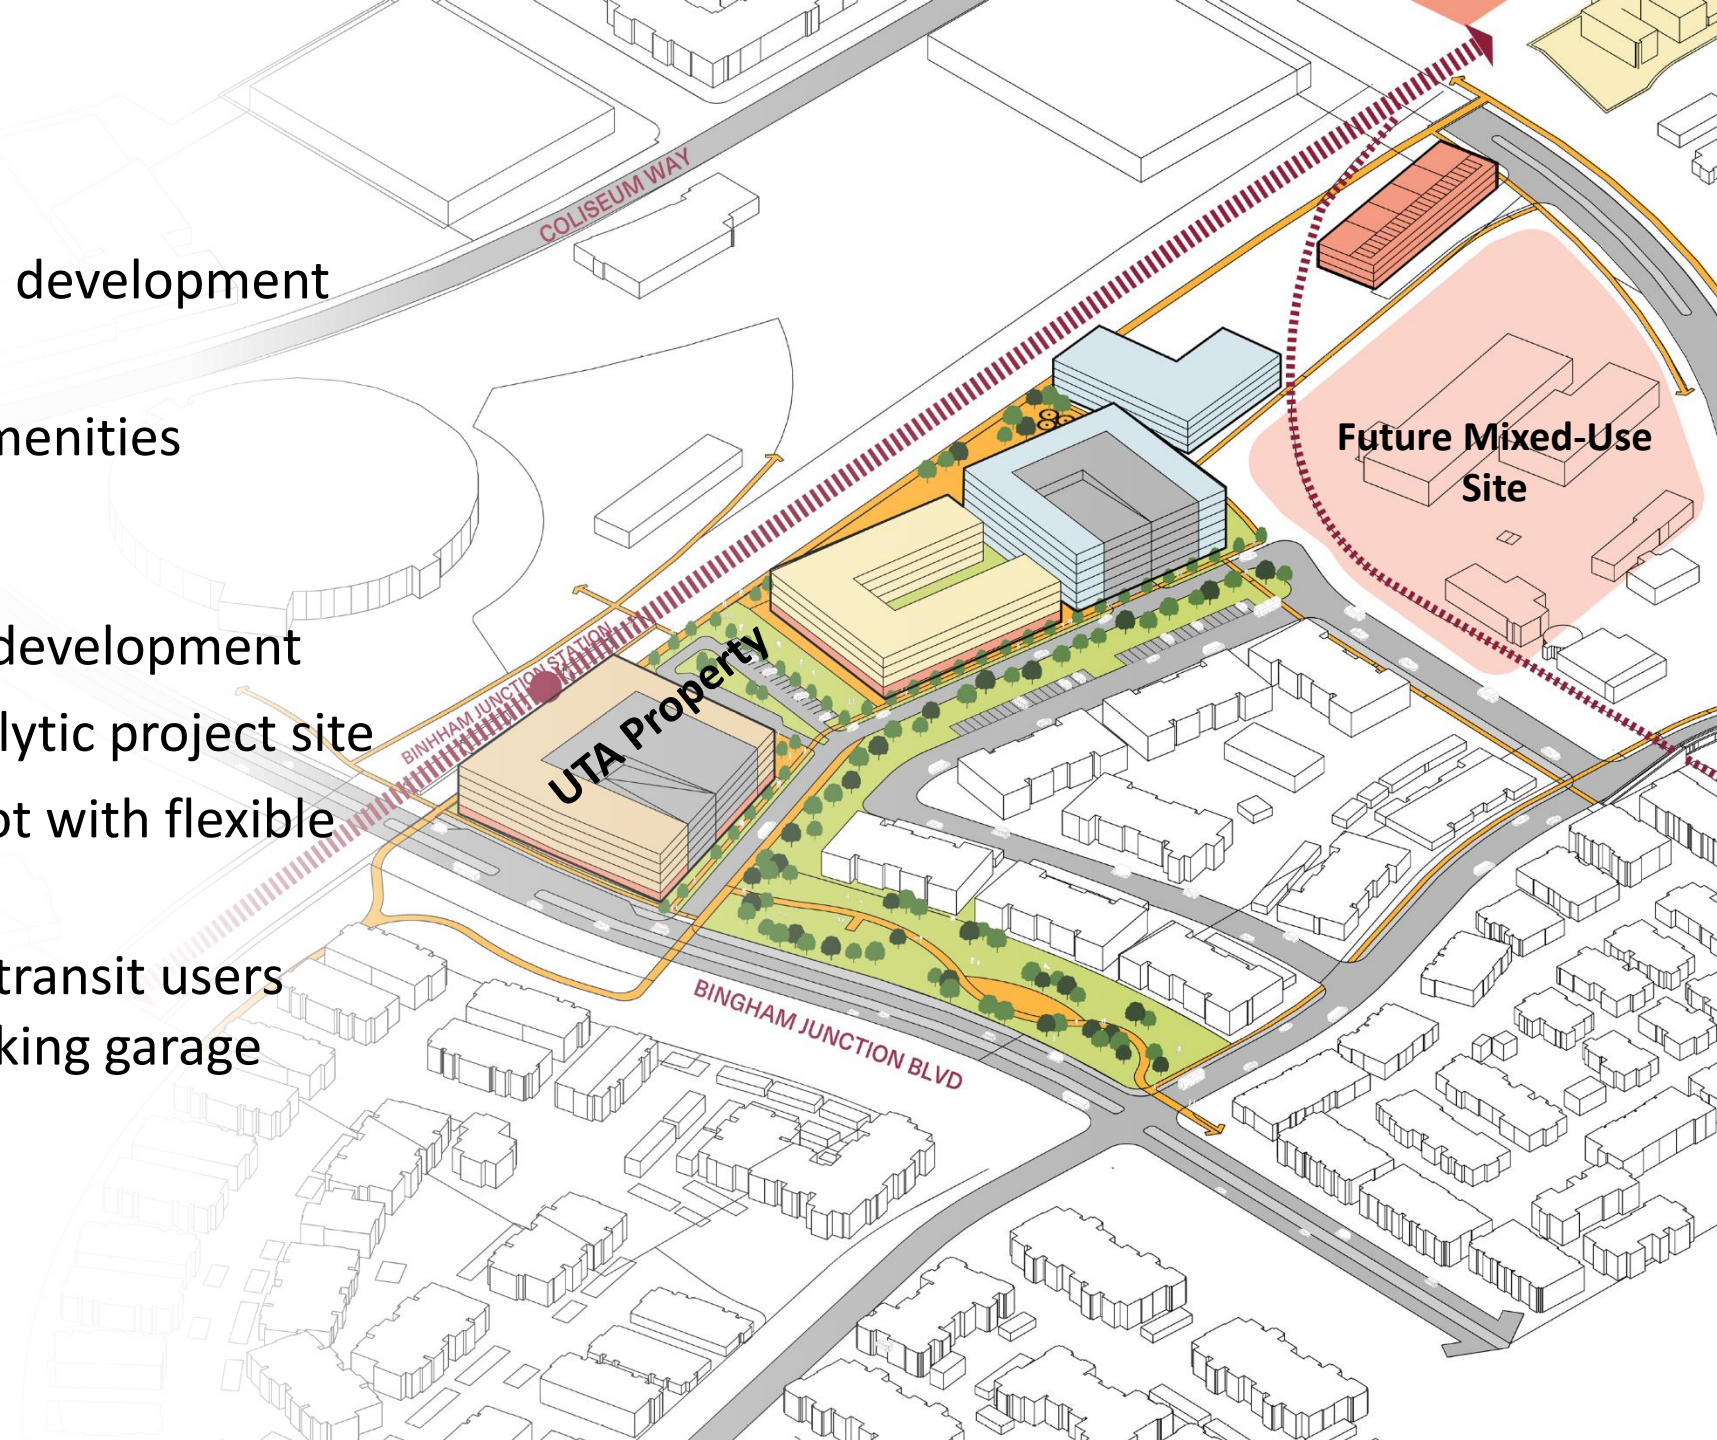 development
menities
development
lytic project site
ot with flexible
transit users
king garage
COLISEUM WAY
BINHHAM JUNCTION STATION
UTA Property
Future Mixed-Use
Site
BINGHAM JUNCTION BLVD